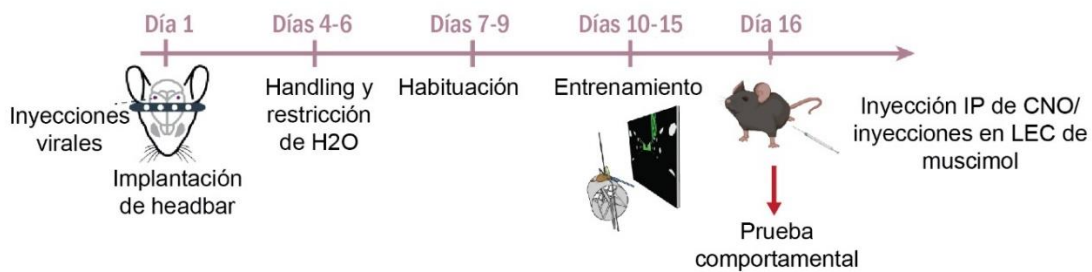 Día 1
Días 4-6
Días 7-9
Días 10-15
Día 16
Inyecciones
virales
Implantación
de headbar
Handling y
restricción
de H2O
Habituación
Entrenamiento
Inyección IP de CNO/
inyecciones en LEC de
muscimol
Prueba
comportamental